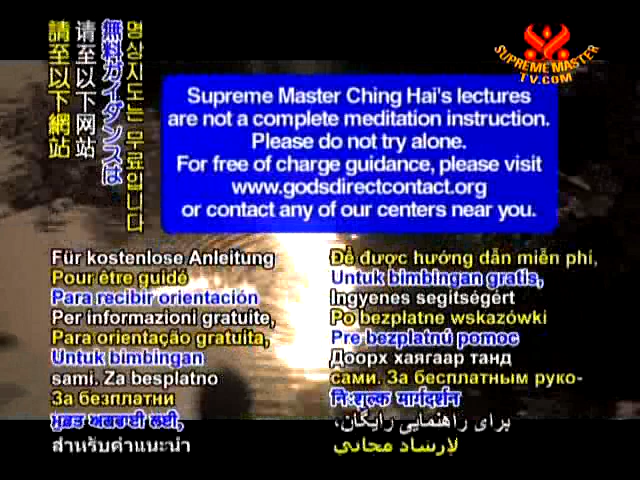 請至以下網站
请至以下网站
無料ガイダンスは
명상지도는 무료입니다
SUPREME MASTER
TV.COM
Supreme Master Ching Hai's lectures
are not a complete meditation instruction.
Please do not try alone.
For free of charge guidance, please visit
www.godsdirectcontact.org
or contact any of our centers near you.
Für kostenlose Anleitung
Pour être guidé
Para recibir orientación
Per informazioni gratuite,
Para orientação gratuita,
Untuk bimbingan
sami. Za besplatno
За безплатни
ਮੁਫ਼ਤ ਅਗਵਾਈ ਲਈ,
สำหรับคำแนะนำ
Để được hướng dẫn miễn phí,
Untuk bimbingan gratis,
Ingyenes segítségért
Po bezpłatne wskazówki
Pre bezplatnú pomoc
Доорх хаягаар танд
сами. За бесплатным руко-
निःशुल्क मार्गदर्शन
برای راهنمایی رایگان،
لإرشاد مجاني